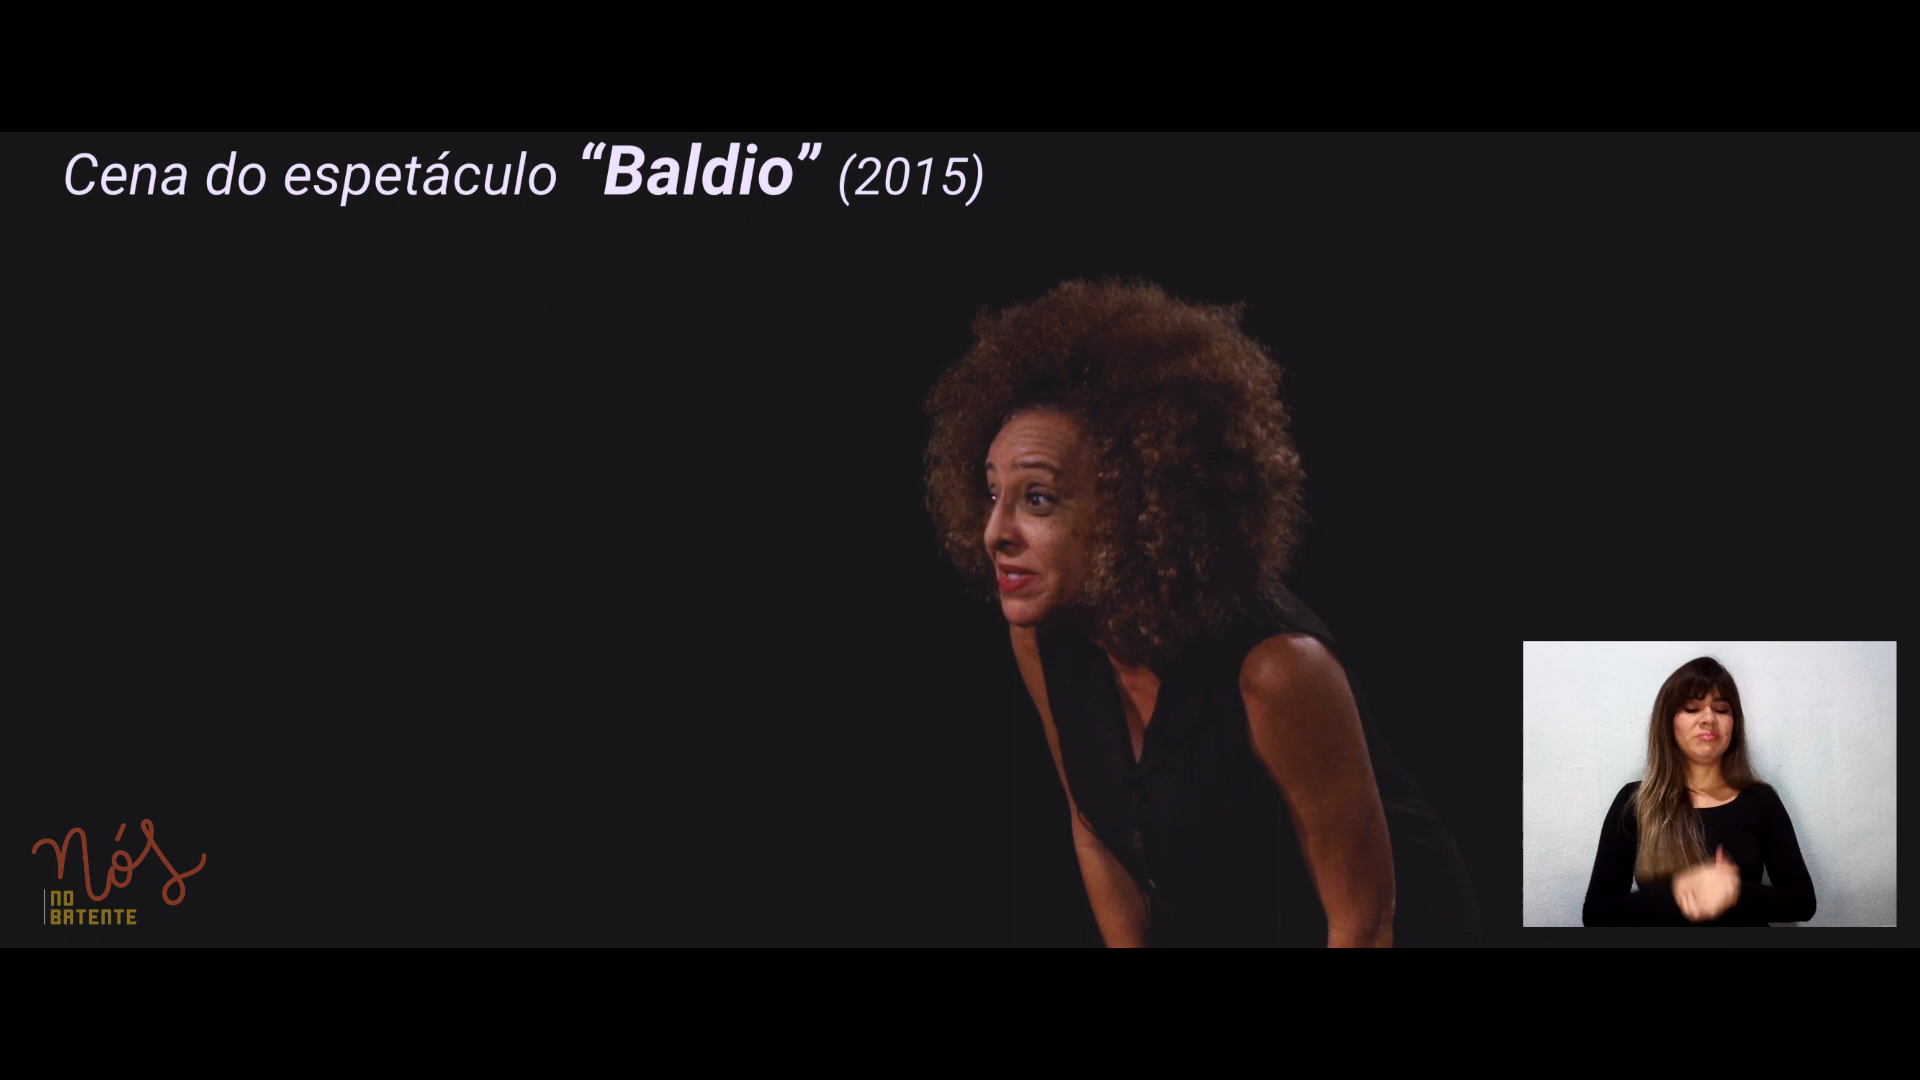 Cena do espetáculo “Baldio” (2015)
nós
NO
BATENTE